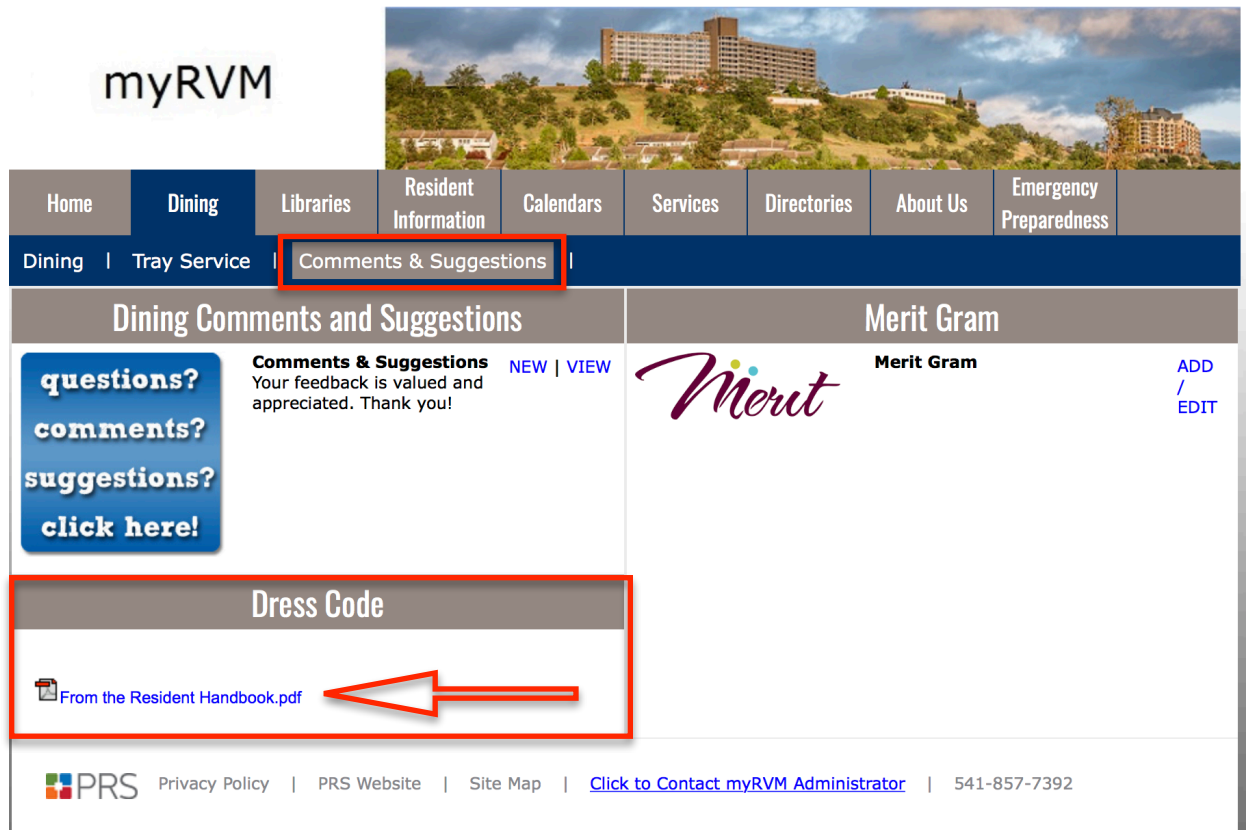 myRVM
Home
Dining
Libraries
Resident
Information
Calendars
Services
Directories
About Us
Emergency
Preparedness
Dining | Tray Service | Comments & Suggestions |
Dining Comments and Suggestions
questions?
comments?
suggestions?
click here!
Comments & Suggestions
Your feedback is valued and
appreciated. Thank you!
NEW | VIEW
Merit Gram
Merit
Merit Gram
ADD
/
EDIT
Dress Code
From the Resident Handbook.pdf
PRS Privacy Policy | PRS Website | Site Map | Click to Contact myRVM Administrator | 541-857-7392